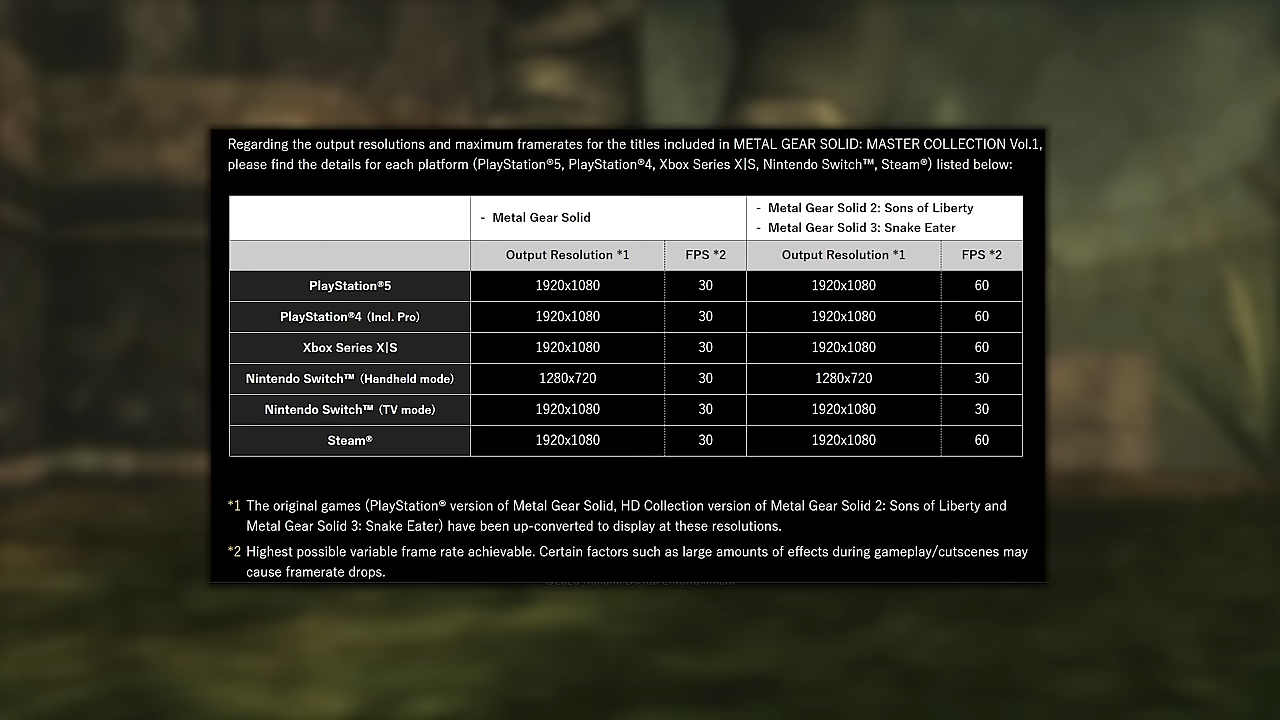 Regarding the output resolutions and maximum framerates for the titles included in METAL GEAR SOLID: MASTER COLLECTION Vol.1,
please find the details for each platform (PlayStation®5, PlayStation®4, Xbox Series X|S, Nintendo Switch™, Steam®) listed below:
- Metal Gear Solid
- Metal Gear Solid 2: Sons of Liberty
- Metal Gear Solid 3: Snake Eater
Output Resolution *1 FPS *2 Output Resolution *1 FPS *2
PlayStation®5 1920x1080 30 1920x1080 60
PlayStation®4 (Incl. Pro) 1920x1080 30 1920x1080 60
Xbox Series X|S 1920x1080 30 1920x1080 60
Nintendo Switch™ (Handheld mode) 1280x720 30 1280x720 30
Nintendo Switch™ (TV mode) 1920x1080 30 1920x1080 30
Steam® 1920x1080 30 1920x1080 60
*1 The original games (PlayStation® version of Metal Gear Solid, HD Collection version of Metal Gear Solid 2: Sons of Liberty and
Metal Gear Solid 3: Snake Eater) have been up-converted to display at these resolutions.
*2 Highest possible variable frame rate achievable. Certain factors such as large amounts of effects during gameplay/cutscenes may
cause framerate drops.